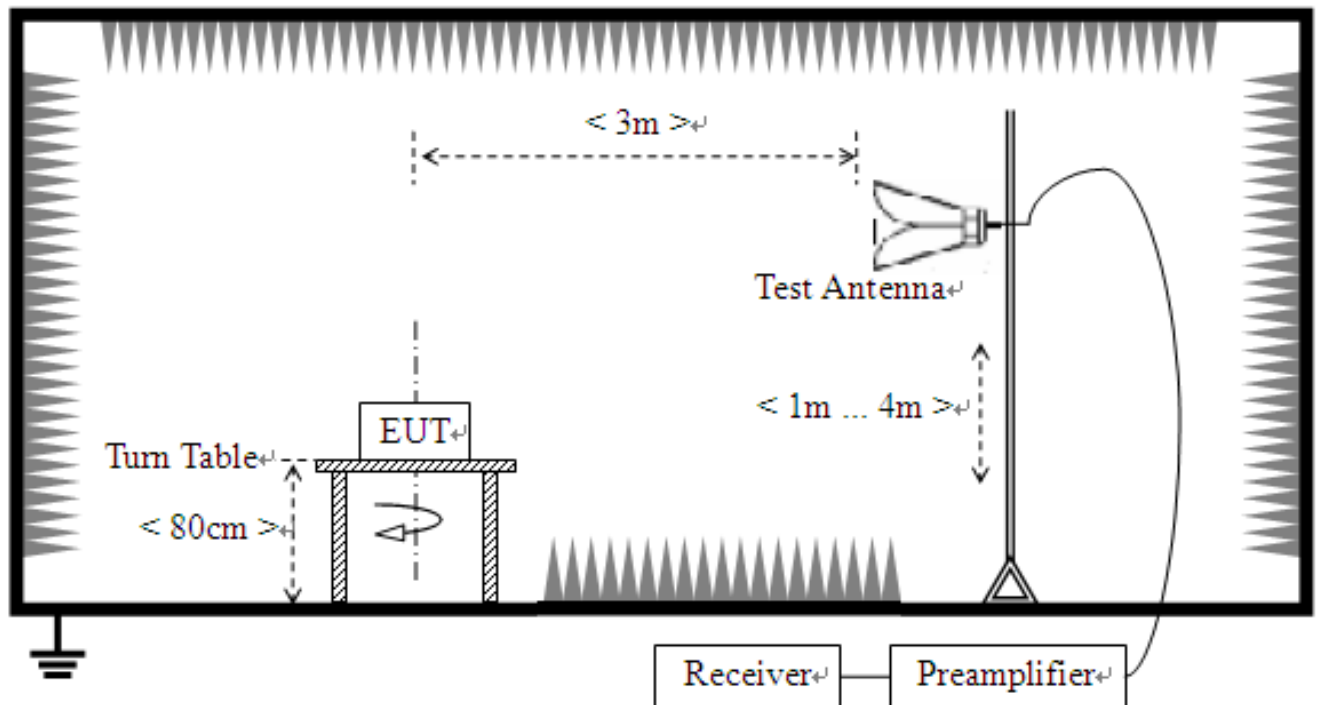 < 3m >↵
Test Antenna↵
< 1m ... 4m >↵
EUT↵
Turn Table↵
< 80cm >↵
Receiver↵
Preamplifier↵